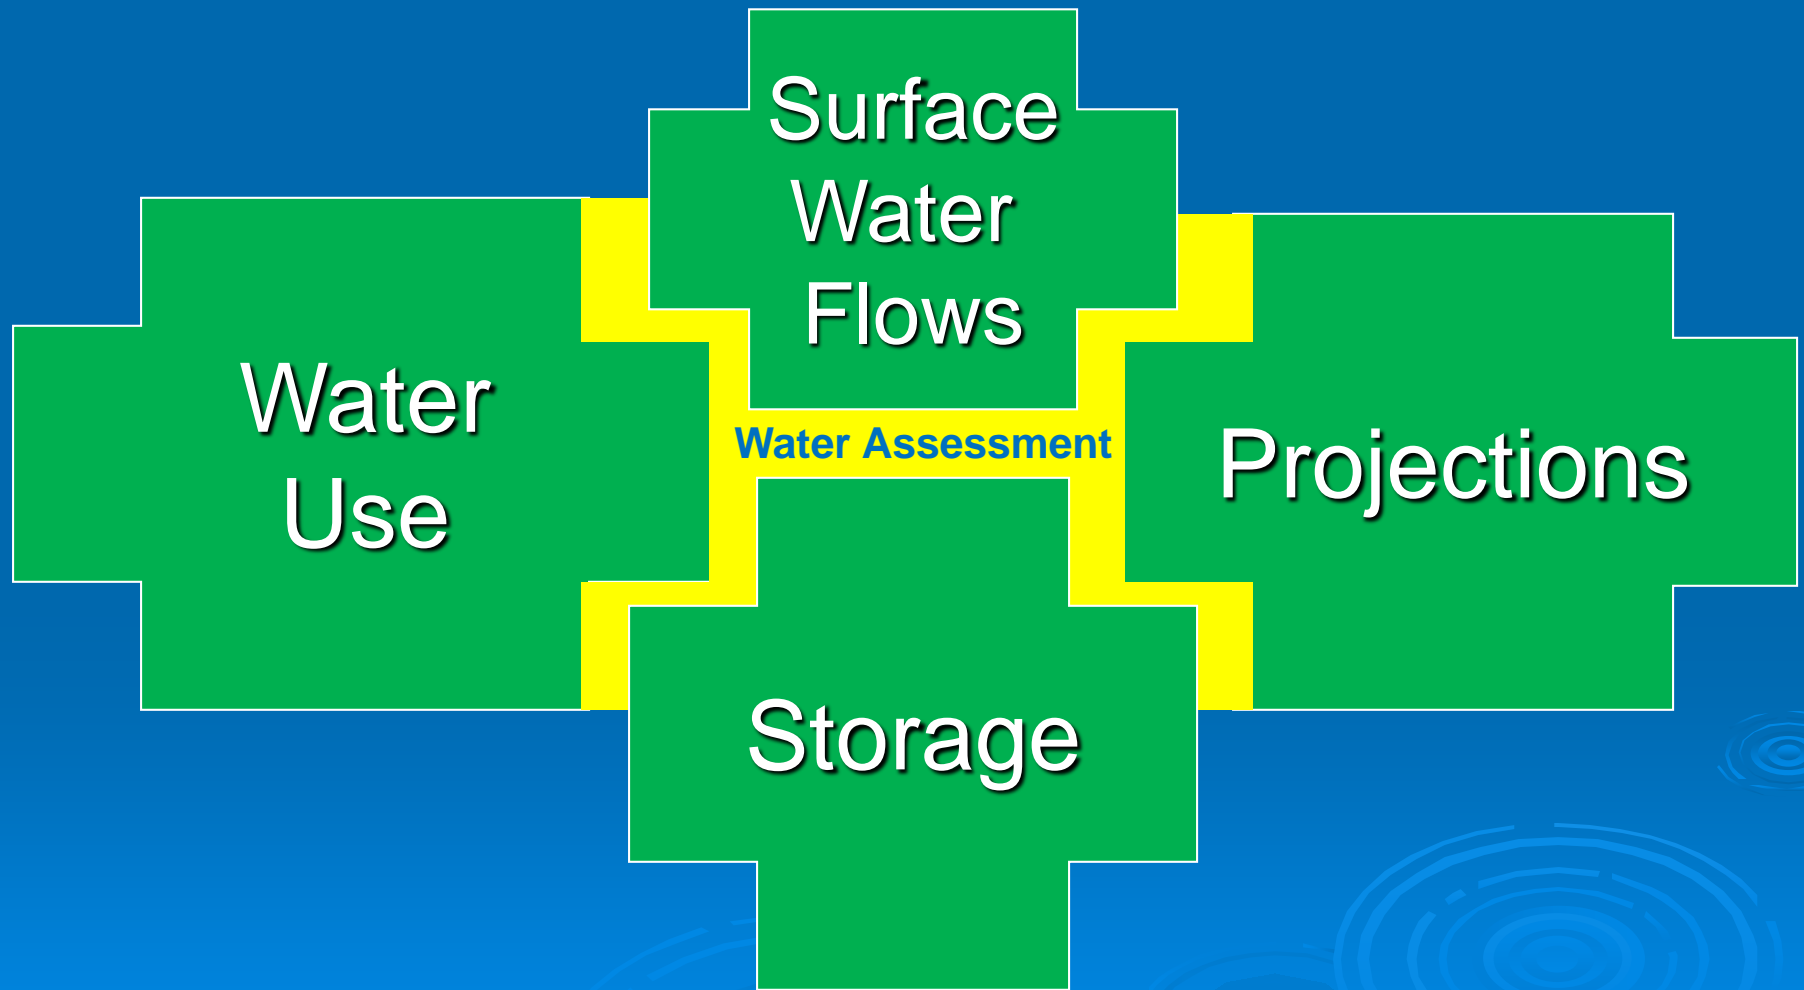 Surface
Water
Flows
Water
Use
Water Assessment
Projections
Storage